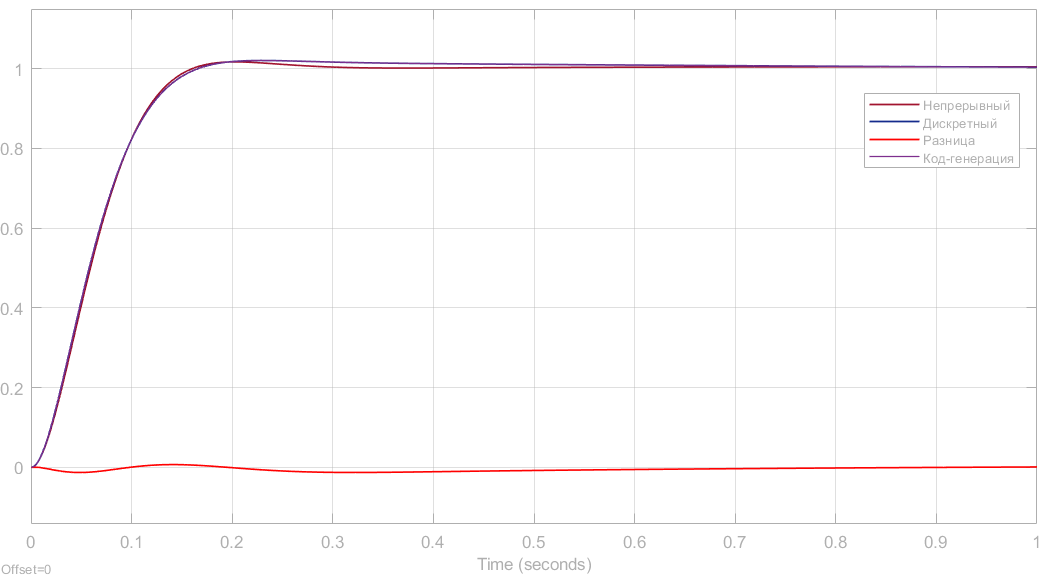 1
0.8
0.6
0.4
0.2
0
Непрерывный
Дискретный
Разница
Код-генерация
0 0.1 0.2 0.3 0.4 0.5 0.6 0.7 0.8 0.9 1
Time (seconds)
Offset=0